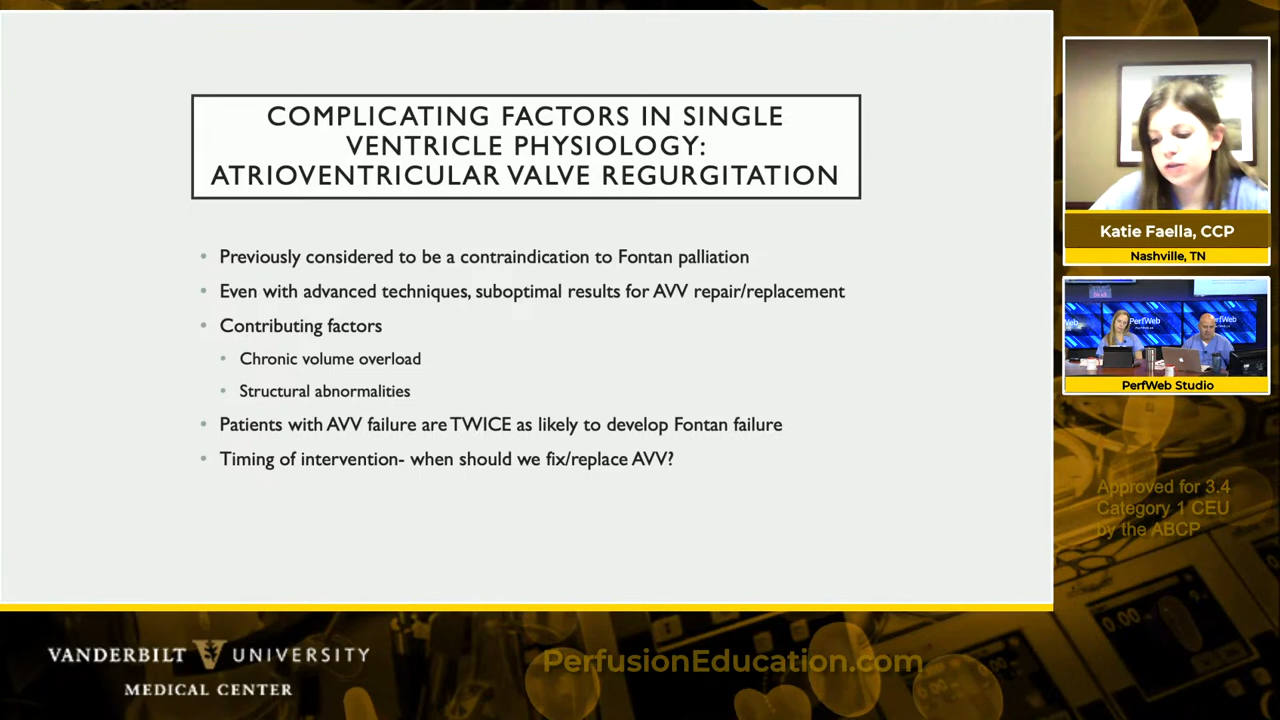 COMPLICATING FACTORS IN SINGLE
VENTRICLE PHYSIOLOGY:
ATRIOVENTRICULAR VALVE REGURGITATION
• Previously considered to be a contraindication to Fontan palliation
• Even with advanced techniques, suboptimal results for AVV repair/replacement
• Contributing factors
• Chronic volume overload
• Structural abnormalities
• Patients with AVV failure are TWICE as likely to develop Fontan failure
• Timing of intervention- when should we fix/replace AVV?
Katie Faella, CCP
Nashville, TN
PerfWeb
PerfWeb
PerfWeb Studio
Approved for 3.4
Category 1 CEU
by the ABCP
VANDERBILT UNIVERSITY
MEDICAL CENTER
PerfusionEducation.com